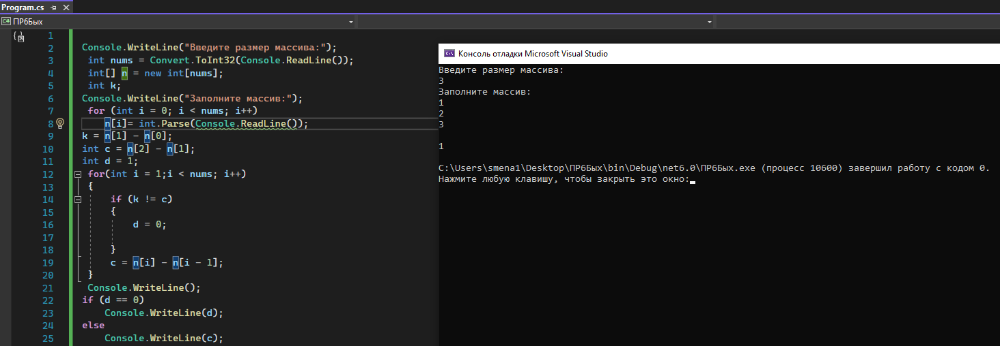 Program.cs
C# ПР6Бых
1
2 Console.WriteLine("Введите размер массива:");
3 int nums = Convert.ToInt32(Console.ReadLine());
4 int[] n = new int[nums];
5 int k;
6 Console.WriteLine("Заполните массив:");
7 for (int i = 0; i < nums; i++)
8 n[i]= int.Parse(Console.ReadLine());
9 k = n[1] - n[0];
10 int c = n[2] - n[1];
11 int d = 1;
12 for(int i = 1;i < nums; i++)
13 {
14 if (k != c)
15 {
16 d = 0;
17
18 }
19 c = n[i] - n[i - 1];
20 }
21 Console.WriteLine();
22 if (d == 0)
23 Console.WriteLine(d);
24 else
25 Console.WriteLine(c);
Консоль отладки Microsoft Visual Studio
Введите размер массива:
3
Заполните массив:
1
2
3
1
C:\Users\smena1\Desktop\ПР6Бых\bin\Debug\net6.0\ПР6Бых.exe (процесс 10600) завершил работу с кодом 0.
Нажмите любую клавишу, чтобы закрыть это окно: